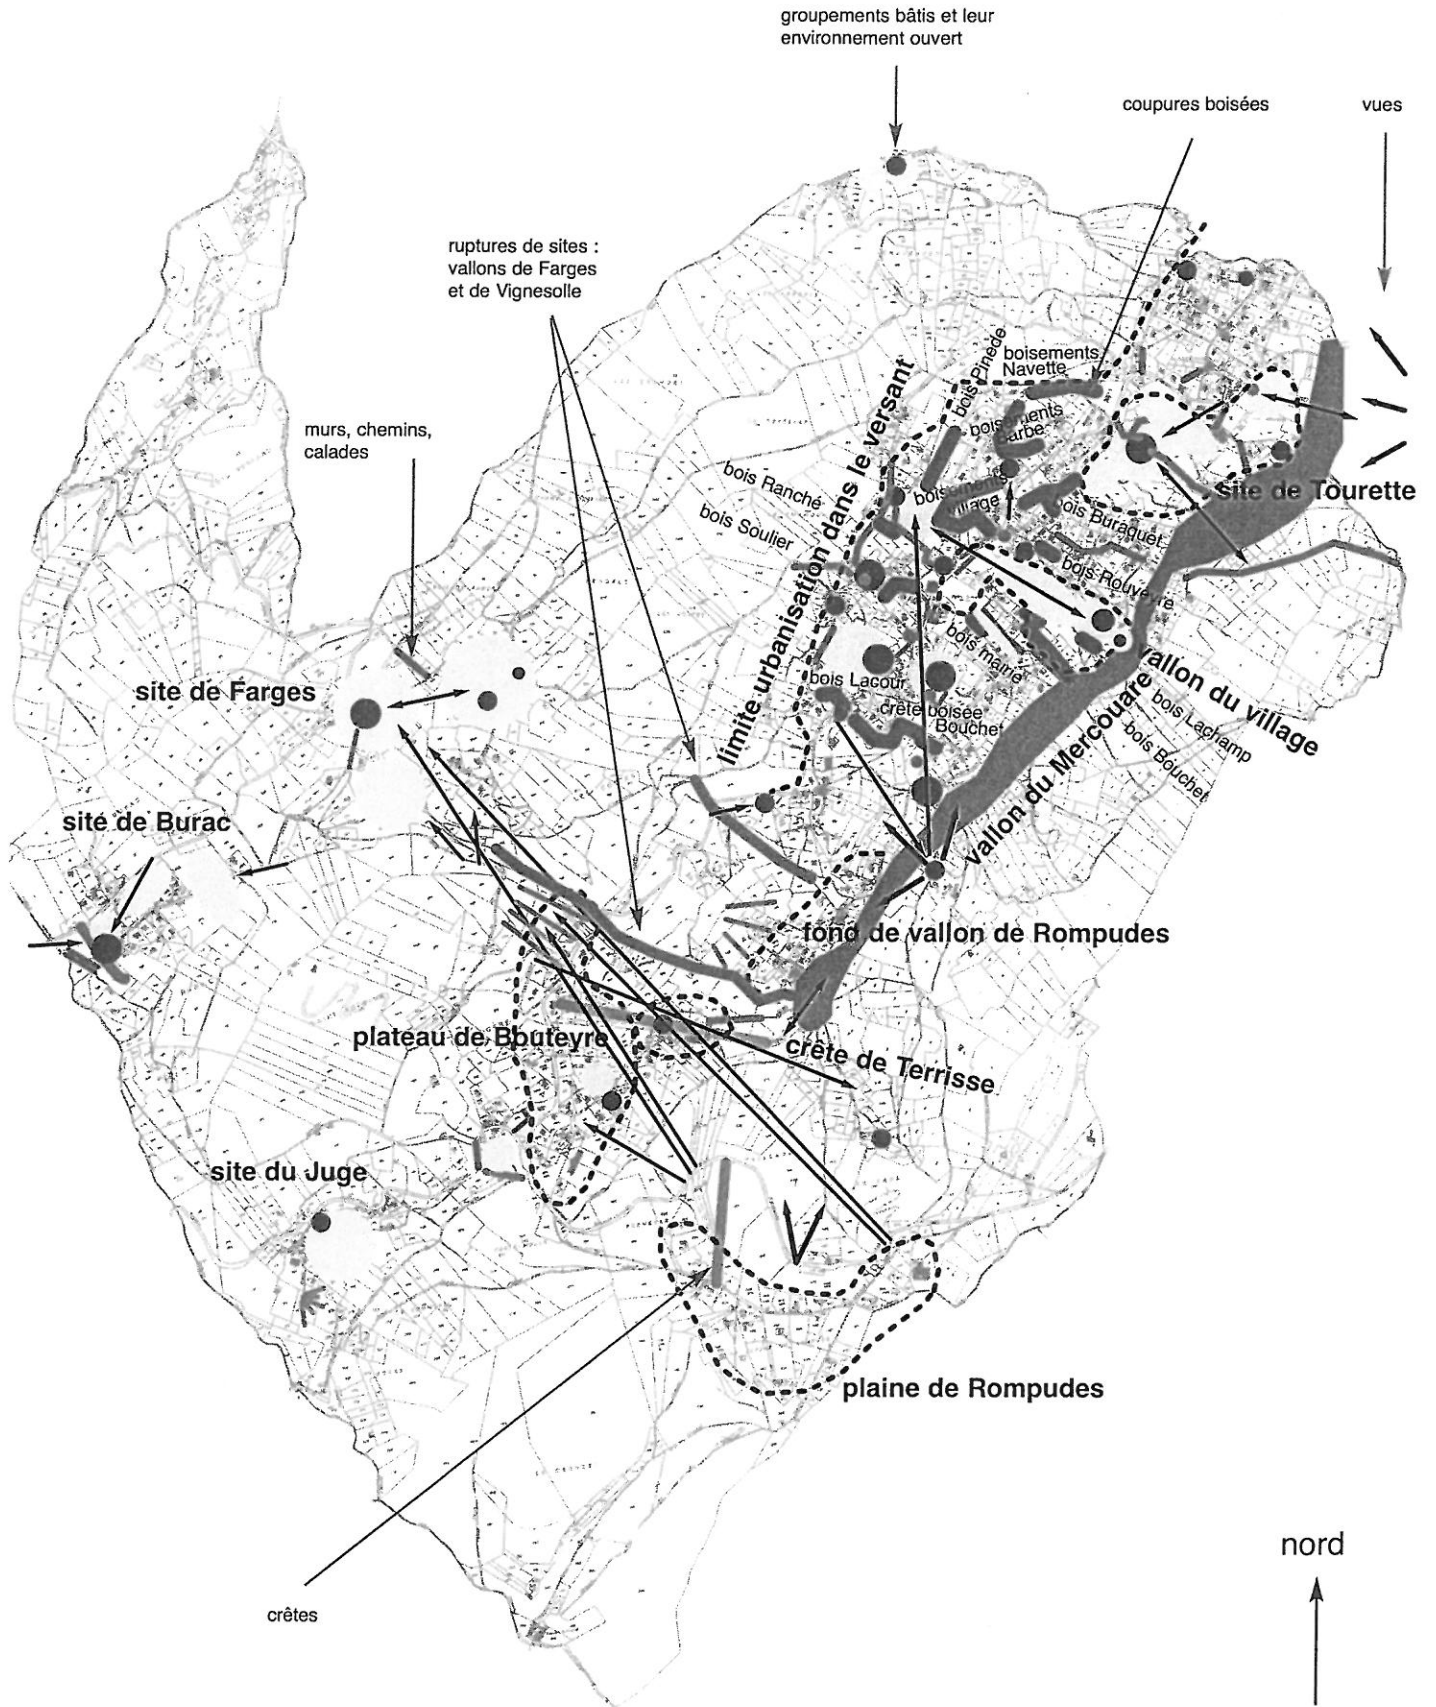 groupements bâtis et leur
environnement ouvert
coupures boisées
vues
ruptures de sites :
vallons de Farges
et de Vignesolle
murs, chemins,
calades
bois Pinède
boisements
Navette
boisements
Barbe
limite urbanisation dans le versant
bois Ranché
boisements
village
site de Tourette
bois Soulier
bois Buraquet
bois Rouveyre
bois mairie
vallon du village
site de Farges
bois Lacour
crête boisée
Bouchet
bois Lachamp
bois Bouchet
vallon du Mercouare
site de Burac
fond de vallon de Rompudes
plateau de Bouteyre
crête de Terrisse
site du Juge
plaine de Rompudes
nord
crêtes